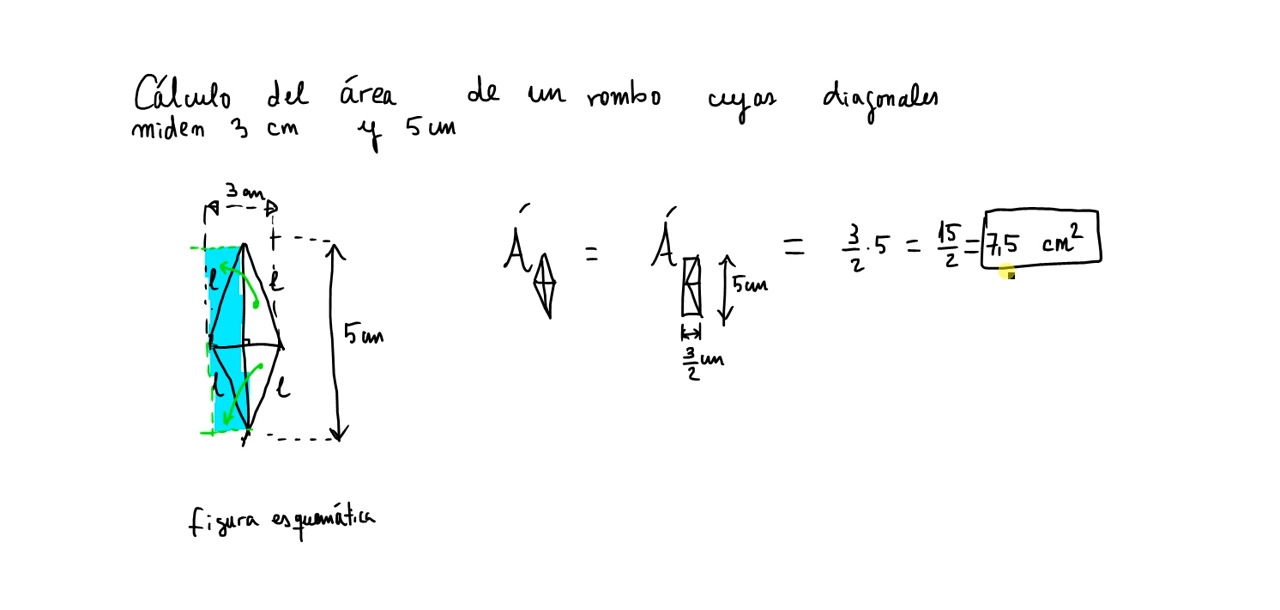 Cálculo del área de un rombo cuyas diagonales
miden 3 cm y 5 cm
3 cm
l l
l l
5 cm
Á = Á = 3/2 · 5 = 15/2 = 7,5 cm²
5 cm
3/2 cm
figura esquemática